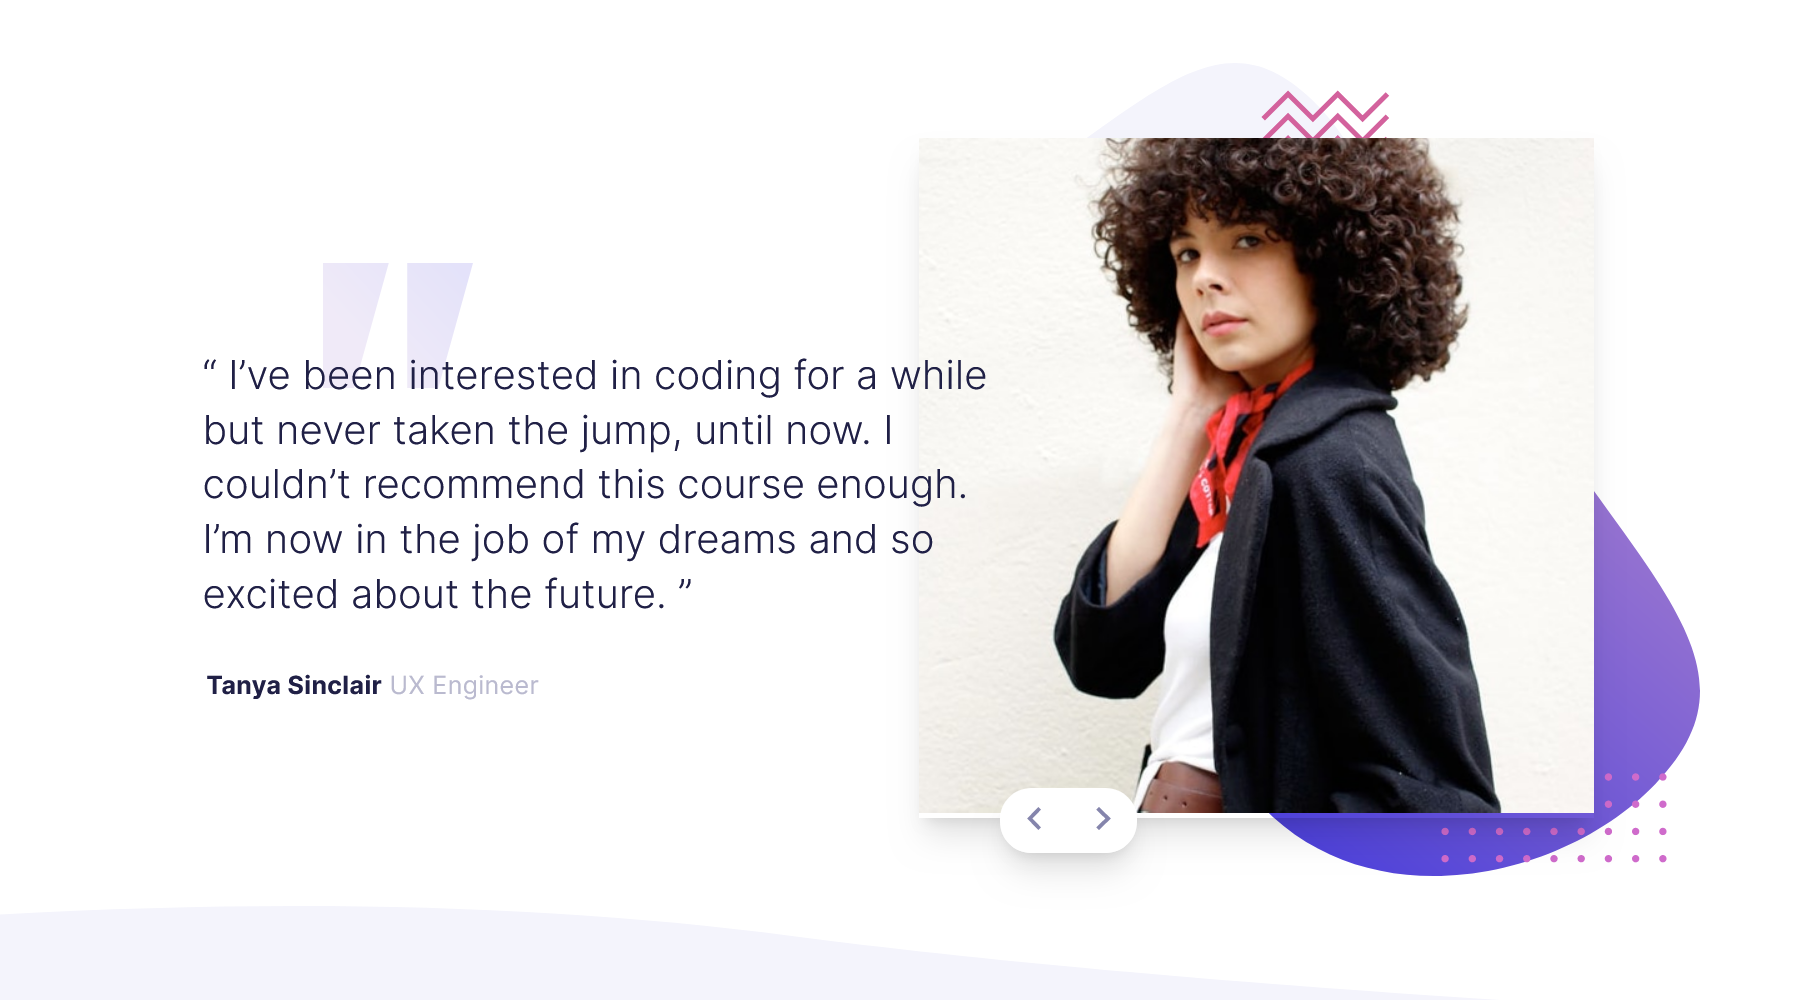 “ I’ve been interested in coding for a while
but never taken the jump, until now. I
couldn’t recommend this course enough.
I’m now in the job of my dreams and so
excited about the future. ”
Tanya Sinclair UX Engineer